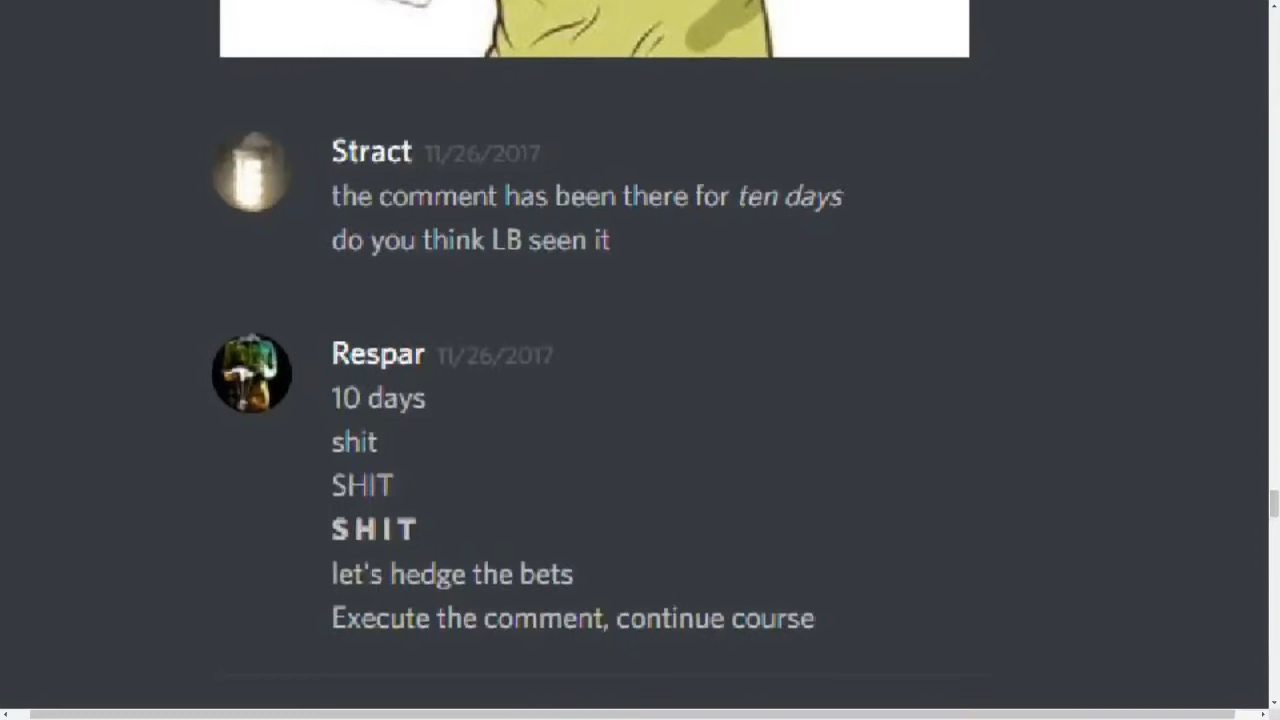 Stract 11/26/2017
the comment has been there for ten days
do you think LB seen it
Respar 11/26/2017
10 days
shit
SHIT
SHIT
let's hedge the bets
Execute the comment, continue course